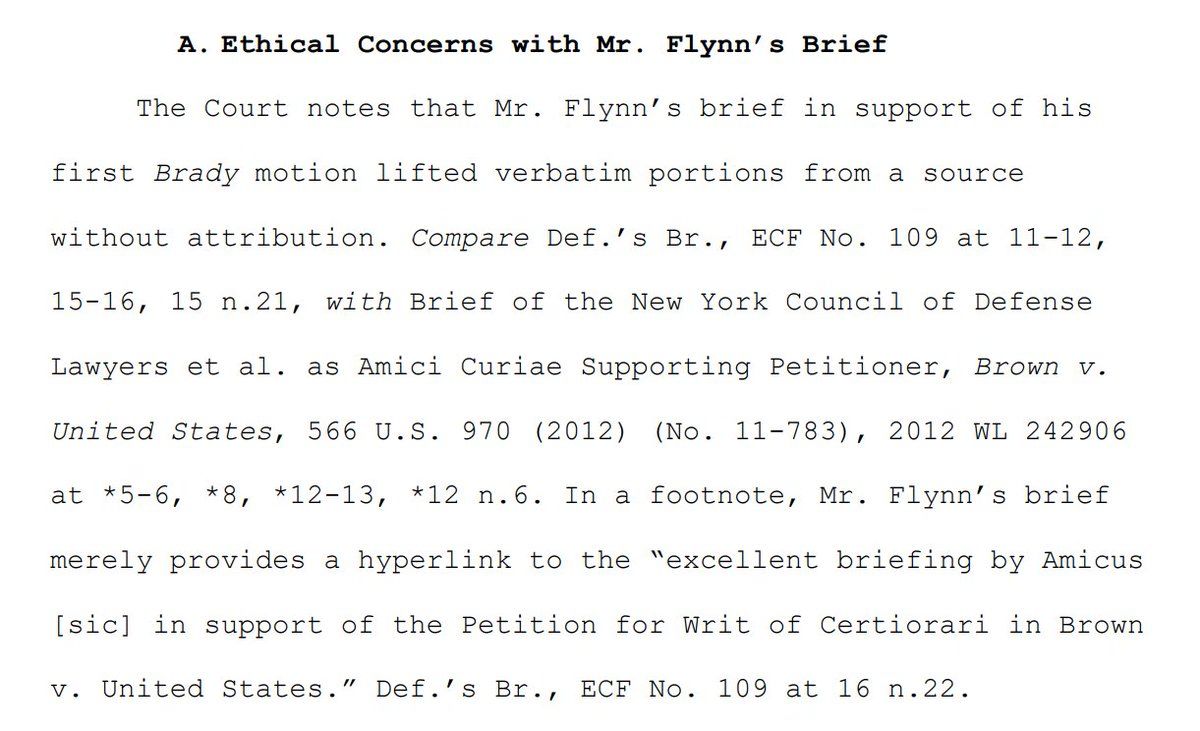 A. Ethical Concerns with Mr. Flynn’s Brief
The Court notes that Mr. Flynn’s brief in support of his
first Brady motion lifted verbatim portions from a source
without attribution. Compare Def.’s Br., ECF No. 109 at 11-12,
15-16, 15 n.21, with Brief of the New York Council of Defense
Lawyers et al. as Amici Curiae Supporting Petitioner, Brown v.
United States, 566 U.S. 970 (2012) (No. 11-783), 2012 WL 242906
at *5-6, *8, *12-13, *12 n.6. In a footnote, Mr. Flynn’s brief
merely provides a hyperlink to the “excellent briefing by Amicus
[sic] in support of the Petition for Writ of Certiorari in Brown
v. United States.” Def.’s Br., ECF No. 109 at 16 n.22.